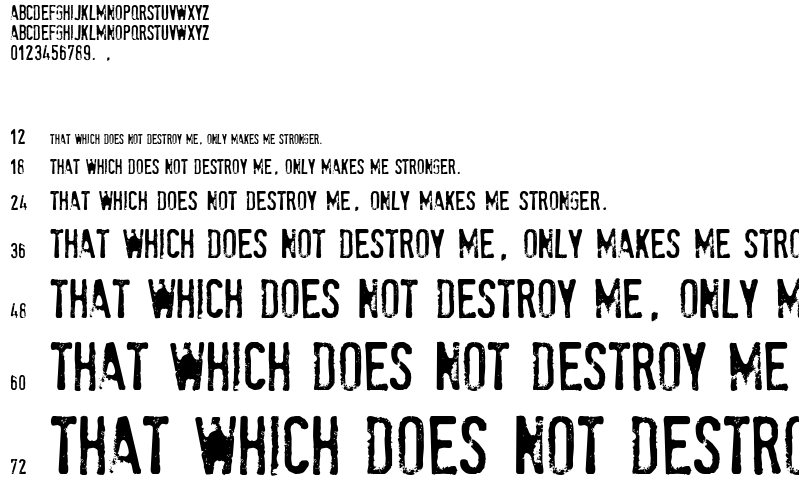 ABCDEFGHIJKLMNOPQRSTUVWXYZ
ABCDEFGHIJKLMNOPQRSTUVWXYZ
0123456789. ,
12 THAT WHICH DOES NOT DESTROY ME, ONLY MAKES ME STRONGER.
18 THAT WHICH DOES NOT DESTROY ME, ONLY MAKES ME STRONGER.
24 THAT WHICH DOES NOT DESTROY ME, ONLY MAKES ME STRONGER.
36 THAT WHICH DOES NOT DESTROY ME, ONLY MAKES ME STRO
48 THAT WHICH DOES NOT DESTROY ME, ONLY M
60 THAT WHICH DOES NOT DESTROY ME
72 THAT WHICH DOES NOT DESTRO